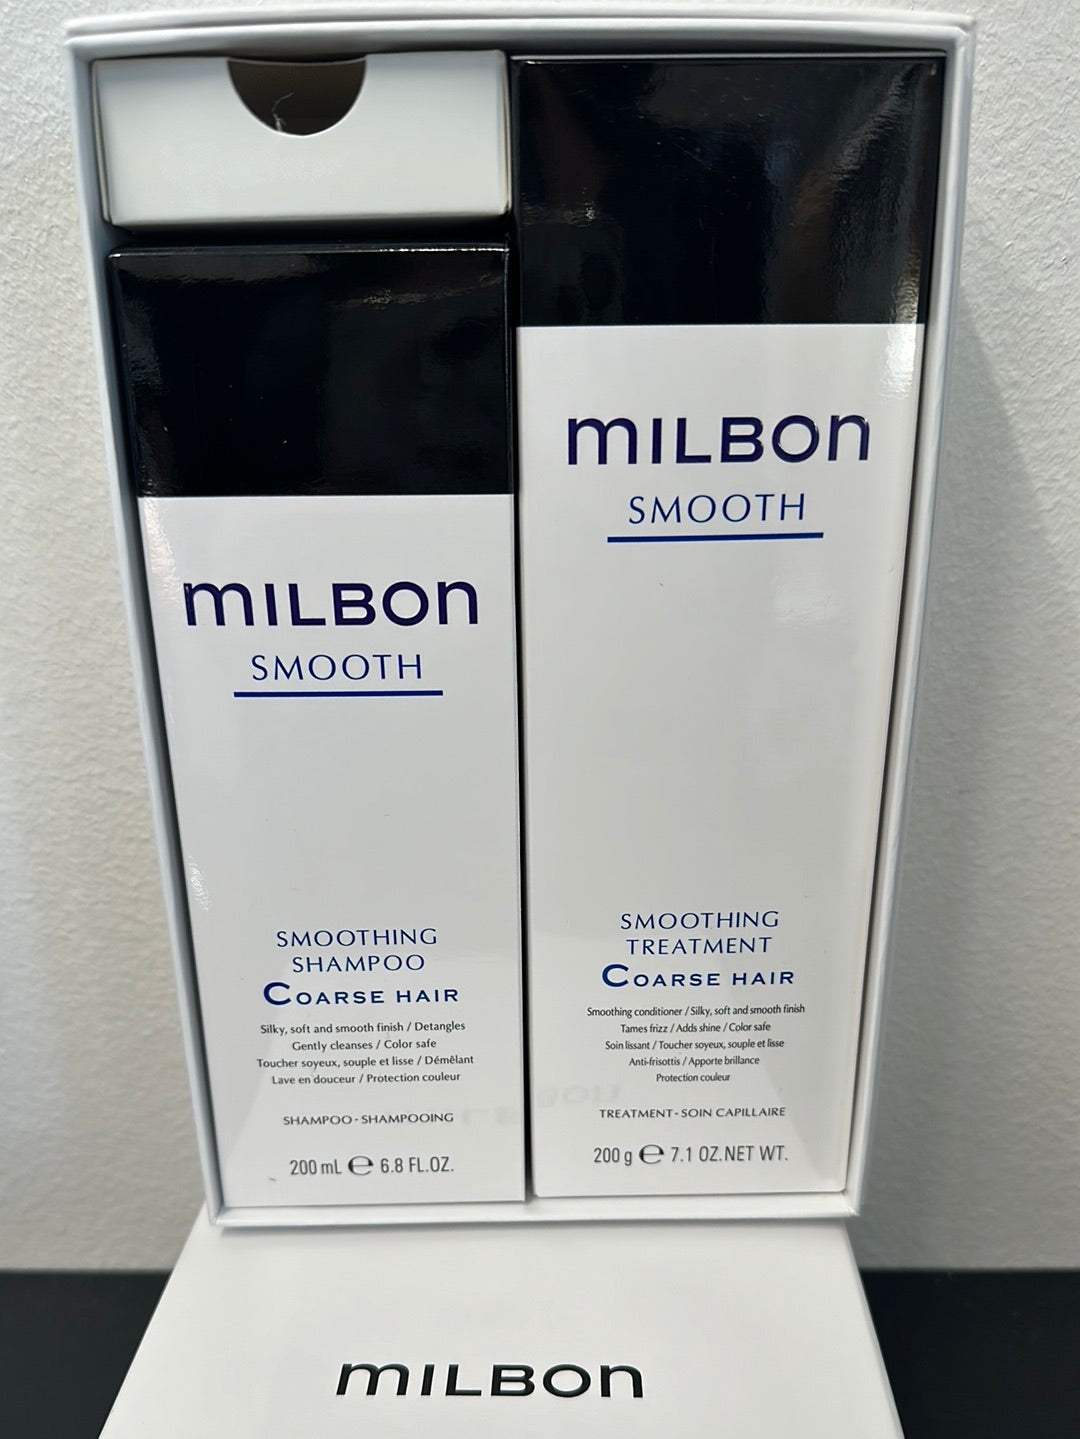 MILBON
SMOOTH
SMOOTHING
SHAMPOO
COARSE HAIR
Silky, soft and smooth finish / Detangles
Gently cleanses / Color safe
Toucher soyeux, souple et lisse / Démêlant
Lave en douceur / Protection couleur
SHAMPOO - SHAMPOOING
200 mL ℮ 6.8 FL.OZ.
MILBON
SMOOTH
SMOOTHING
TREATMENT
COARSE HAIR
Smoothing conditioner / Silky, soft and smooth finish
Tames frizz / Adds shine / Color safe
Soin lissant / Toucher soyeux, souple et lisse
Anti-frisottis / Apporte brillance
Protection couleur
TREATMENT - SOIN CAPILLAIRE
200 g ℮ 7.1 OZ.NET WT.
MILBON